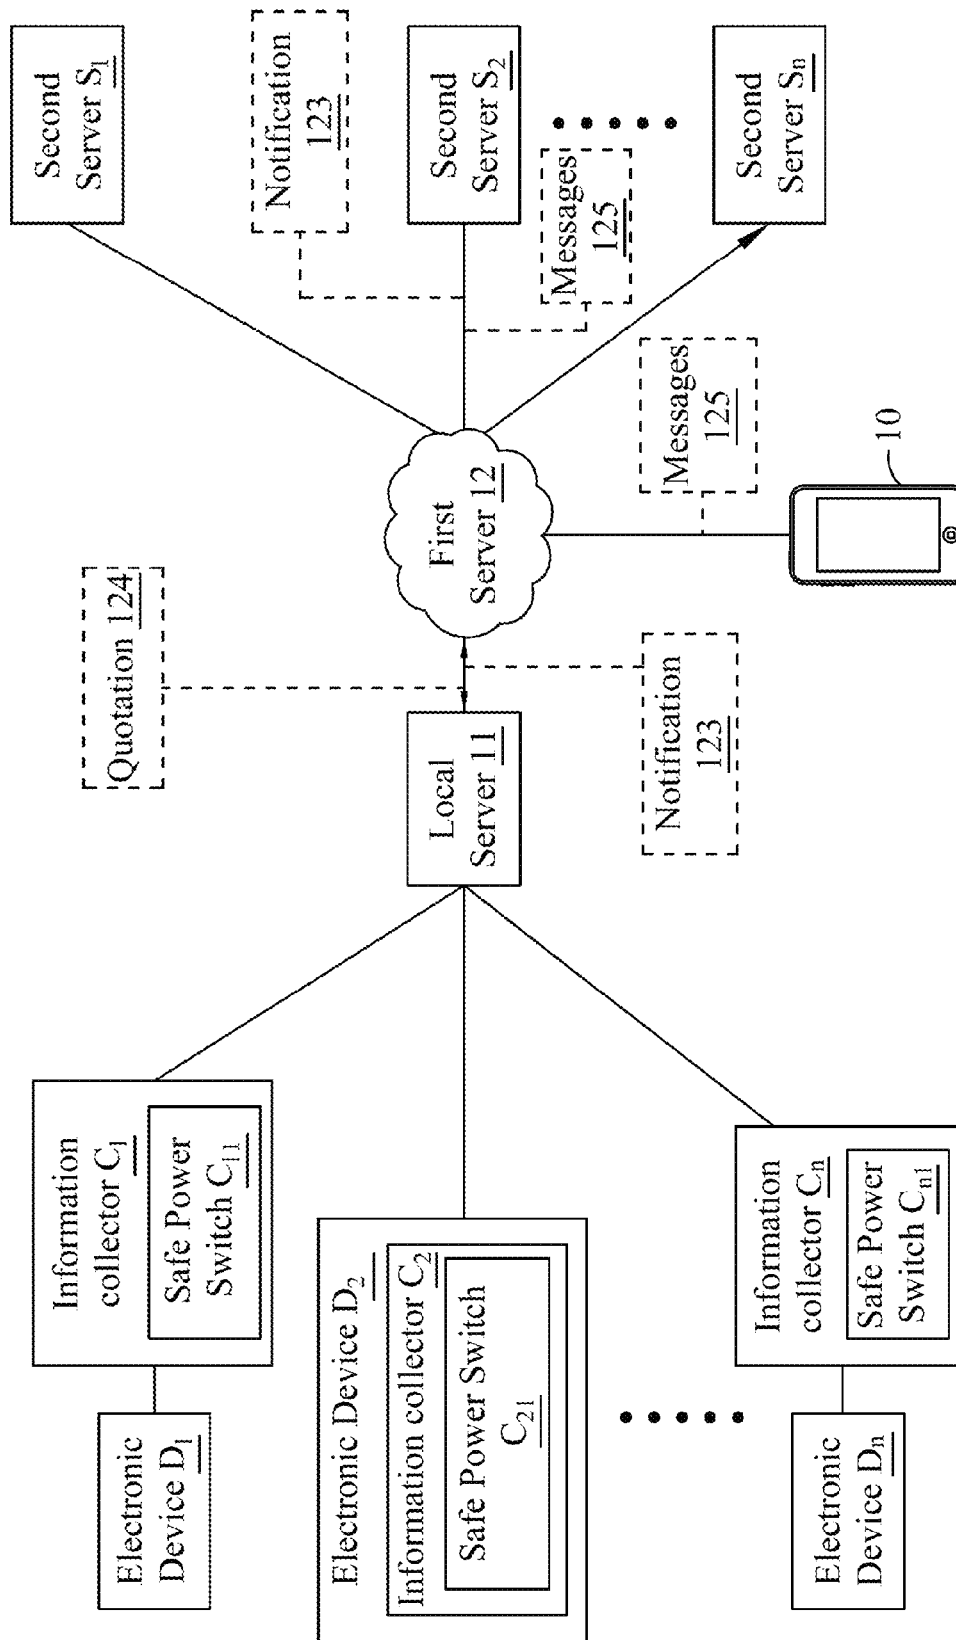 Electronic
Device D1
Information
collector C1
Safe Power
Switch C11
Electronic Device D2
Information collector C2
Safe Power Switch
C21
Electronic
Device Dn
Information
collector Cn
Safe Power
Switch Cn1
Local
Server 11
Quotation 124
Notification
123
First
Server 12
Messages
125
10
Notification
123
Messages
125
Second
Server S1
Second
Server S2
Second
Server Sn